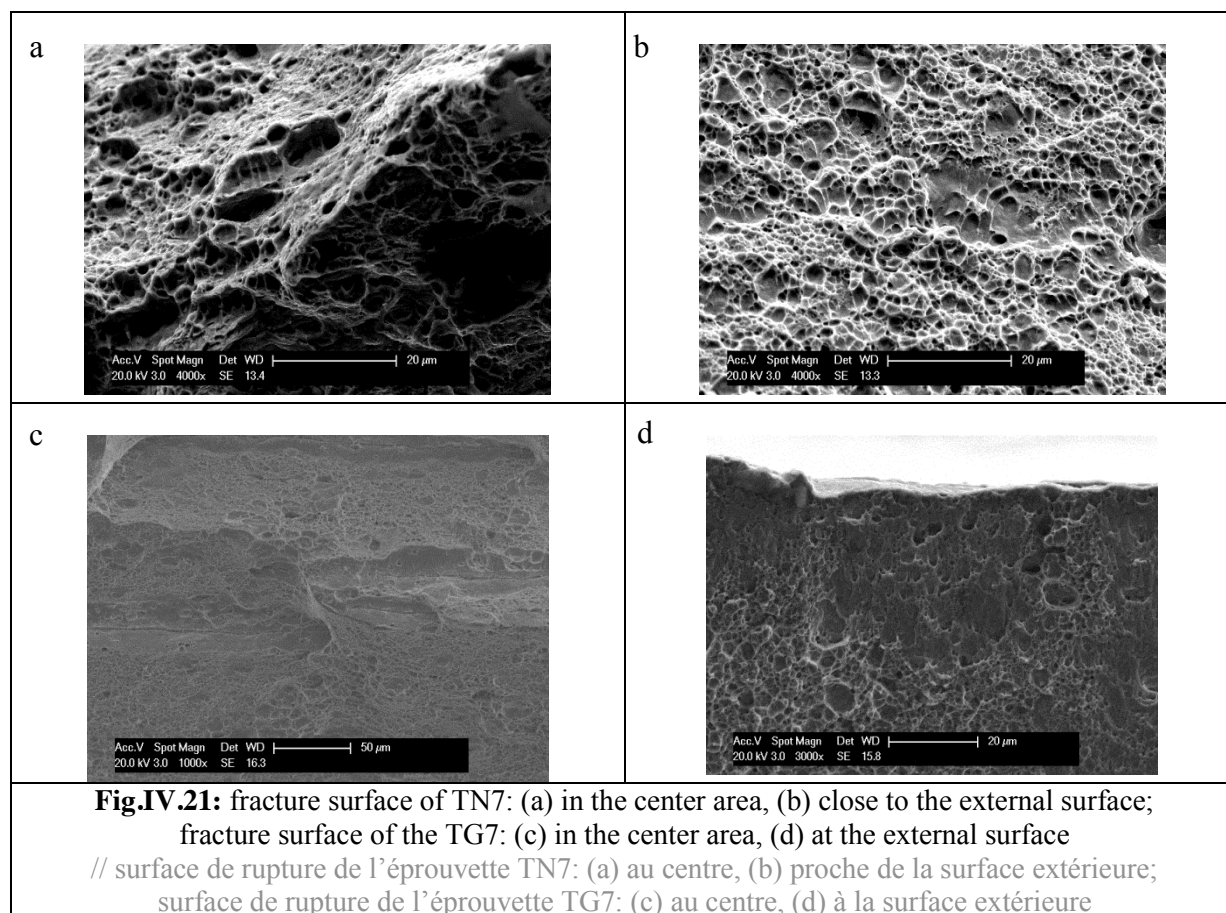 a
Acc.V Spot Magn Det WD 20 µm
20.0 kV 3.0 4000x SE 13.4
b
Acc.V Spot Magn Det WD 20 µm
20.0 kV 3.0 4000x SE 13.3
c
Acc.V Spot Magn Det WD 50 µm
20.0 kV 3.0 1000x SE 16.3
d
Acc.V Spot Magn Det WD 20 µm
20.0 kV 3.0 3000x SE 15.8
Fig.IV.21: fracture surface of TN7: (a) in the center area, (b) close to the external surface;
fracture surface of the TG7: (c) in the center area, (d) at the external surface
// surface de rupture de l’éprouvette TN7: (a) au centre, (b) proche de la surface extérieure;
surface de rupture de l’éprouvette TG7: (c) au centre, (d) à la surface extérieure